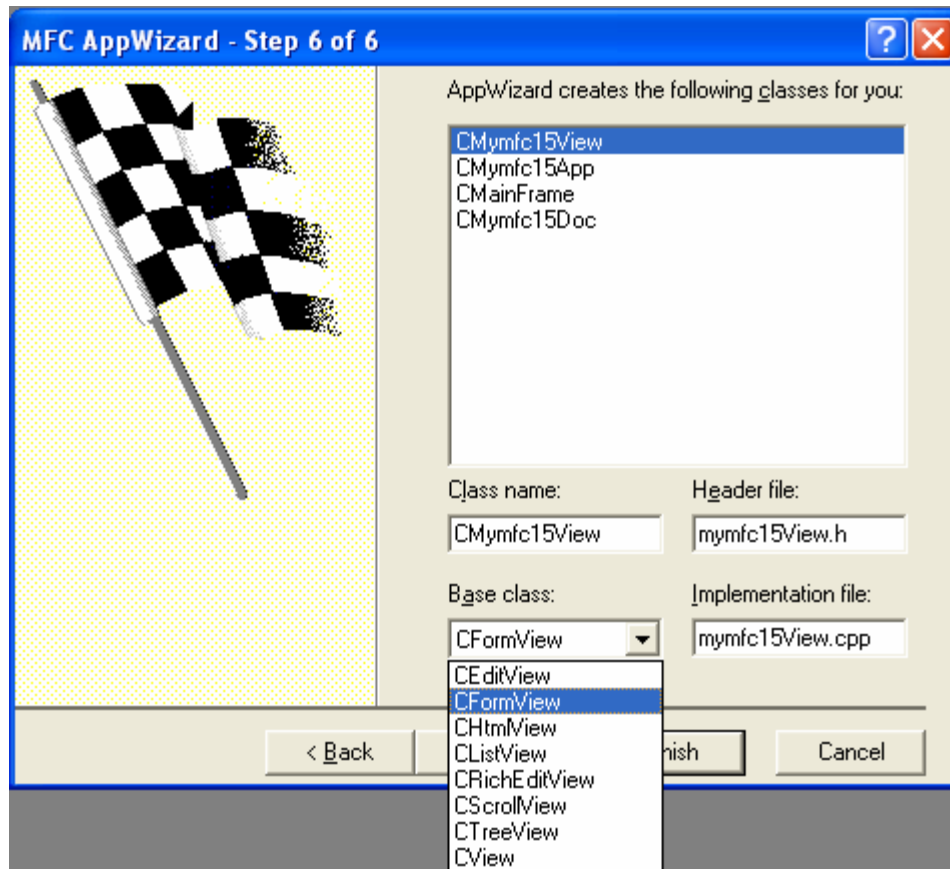 MFC AppWizard - Step 6 of 6
AppWizard creates the following classes for you:
CMymfc15View
CMymfc15App
CMainFrame
CMymfc15Doc
Class name:
Header file:
CMymfc15View
mymfc15View.h
Base class:
Implementation file:
CFormView
mymfc15View.cpp
CEditView
CFormView
CHtmlView
CListView
CRichEditView
CScrollView
CTreeView
CView
< Back
nish
Cancel